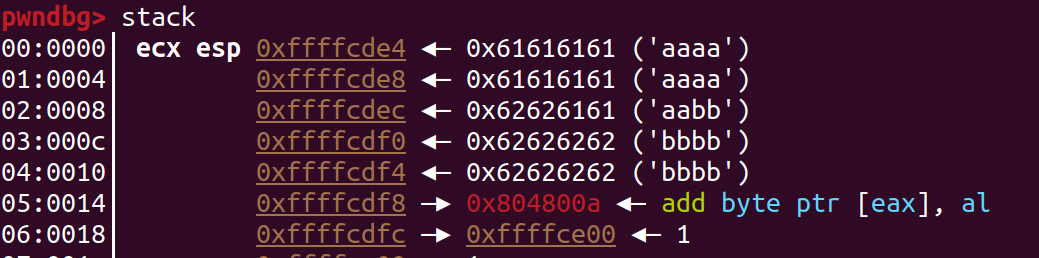 pwndbg> stack
00:0000│ ecx esp 0xffffcde4 ◂— 0x61616161 ('aaaa')
01:0004│         0xffffcde8 ◂— 0x61616161 ('aaaa')
02:0008│         0xffffcdec ◂— 0x62626161 ('aabb')
03:000c│         0xffffcdf0 ◂— 0x62626262 ('bbbb')
04:0010│         0xffffcdf4 ◂— 0x62626262 ('bbbb')
05:0014│         0xffffcdf8 —▸ 0x804800a ◂— add byte ptr [eax], al
06:0018│         0xffffcdfc —▸ 0xffffce00 ◂— 1